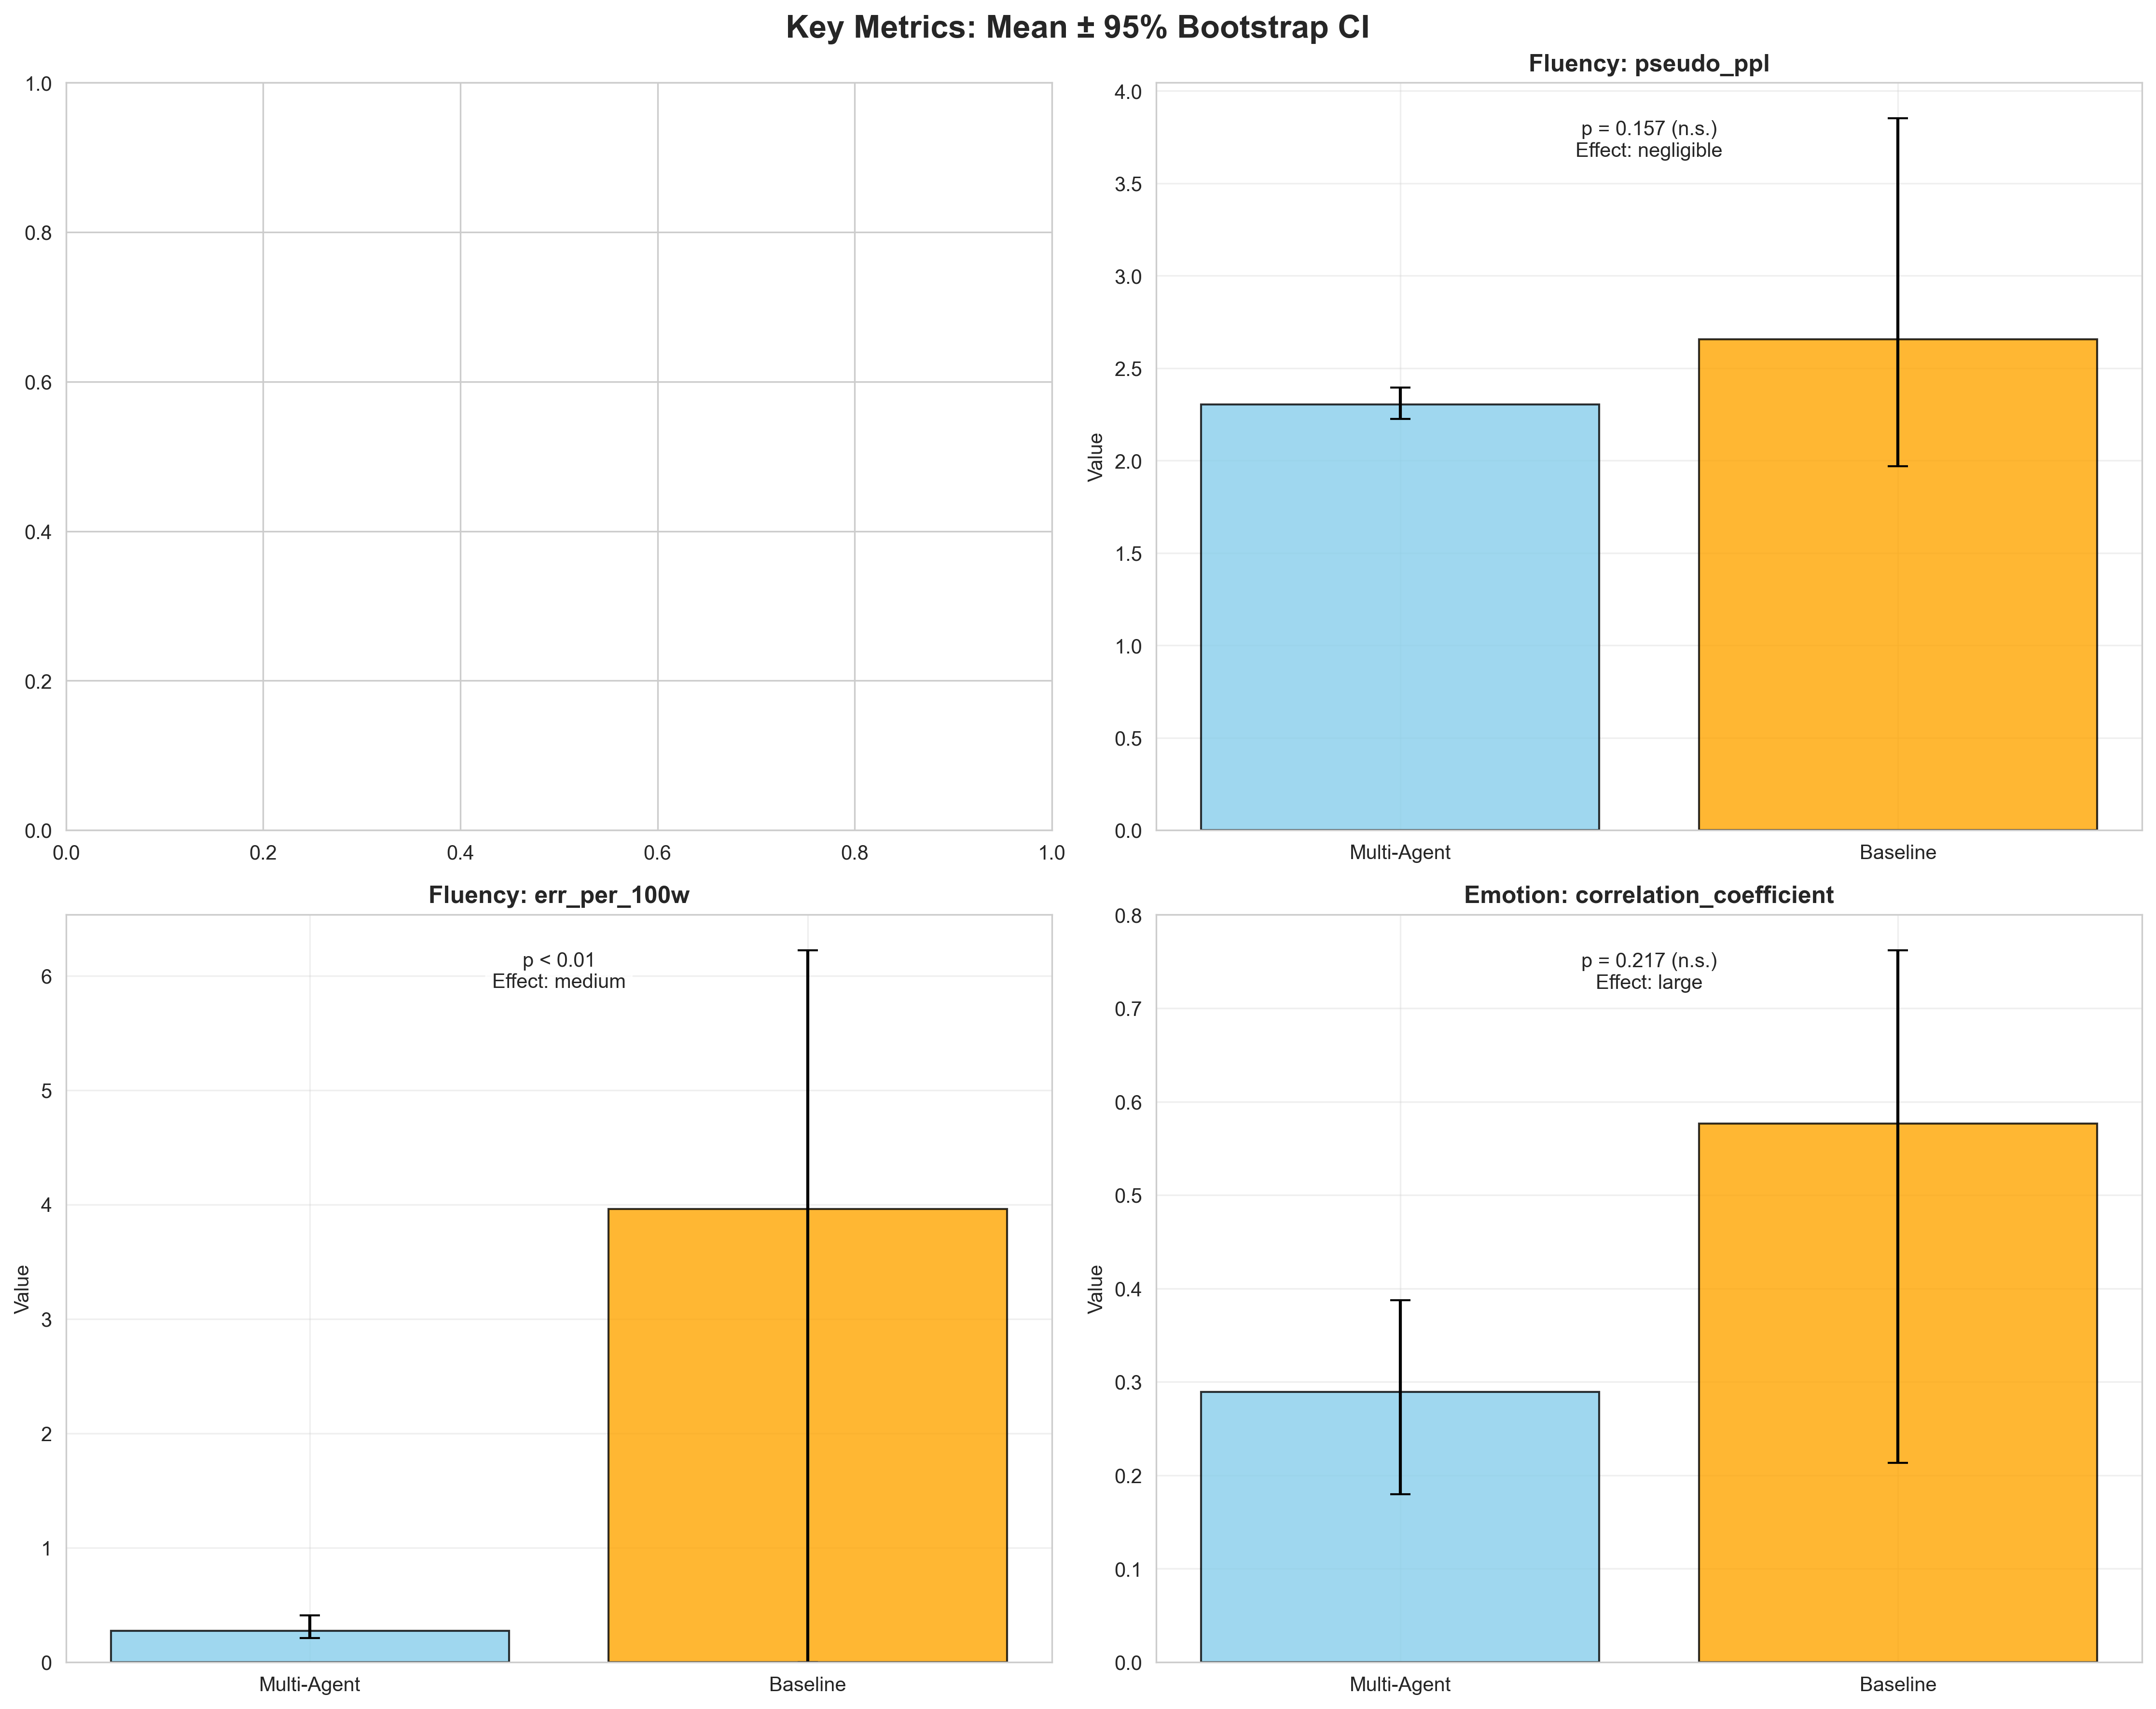 Key Metrics: Mean ± 95% Bootstrap CI
1.0
0.8
0.6
0.4
0.2
0.0
0.0 0.2 0.4 0.6 0.8 1.0
Fluency: pseudo_ppl
p = 0.157 (n.s.)
Effect: negligible
Value
4.0
3.5
3.0
2.5
2.0
1.5
1.0
0.5
0.0
Multi-Agent Baseline
Fluency: err_per_100w
p < 0.01
Effect: medium
Value
6
5
4
3
2
1
0
Multi-Agent Baseline
Emotion: correlation_coefficient
p = 0.217 (n.s.)
Effect: large
Value
0.8
0.7
0.6
0.5
0.4
0.3
0.2
0.1
0.0
Multi-Agent Baseline